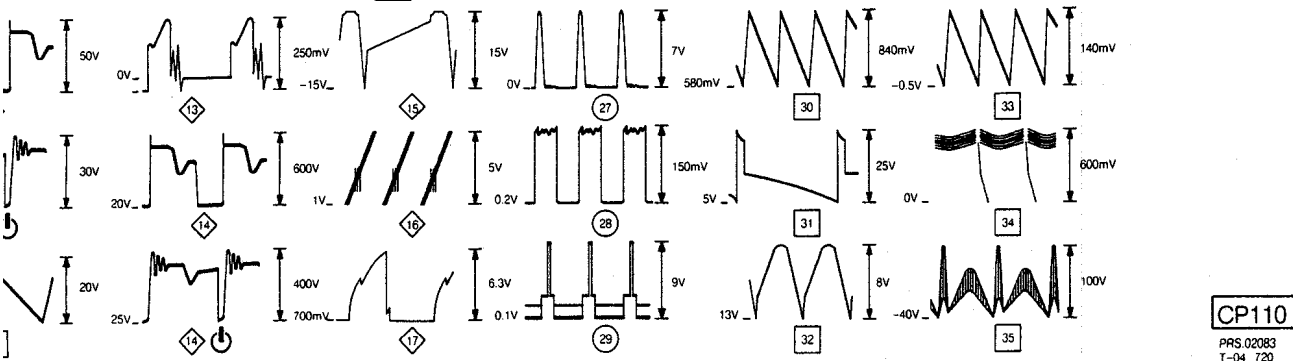 50V
0V
13
250mV
-15V
15
15V
0V
27
7V
580mV
30
840mV
-0.5V
33
140mV
30V
20V
14
600V
1V
16
5V
0.2V
28
150mV
5V
31
25V
0V
34
600mV
20V
25V
14
400V
700mV
17
6.3V
0.1V
29
9V
13V
32
8V
-40V
35
100V
CP110
PRS.02083
T-04 720